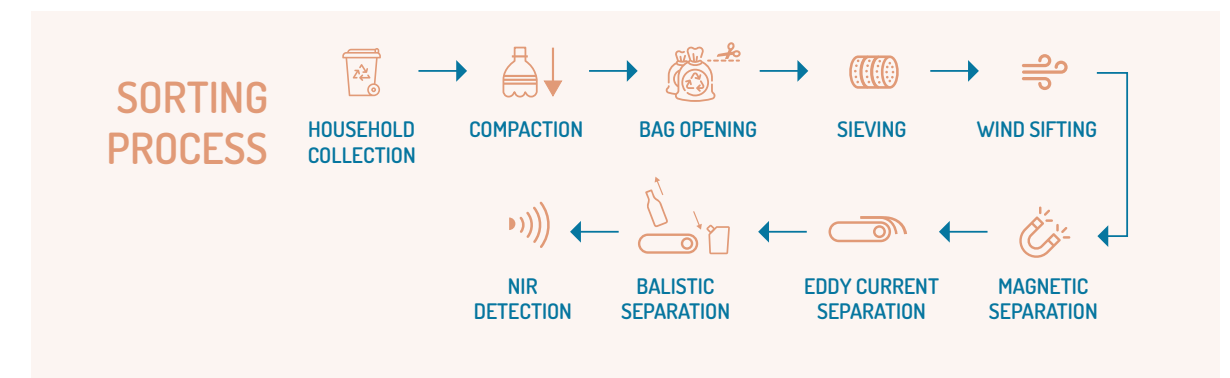 SORTING
PROCESS
HOUSEHOLD
COLLECTION
COMPACTION
BAG OPENING
SIEVING
WIND SIFTING
NIR
DETECTION
BALISTIC
SEPARATION
EDDY CURRENT
SEPARATION
MAGNETIC
SEPARATION